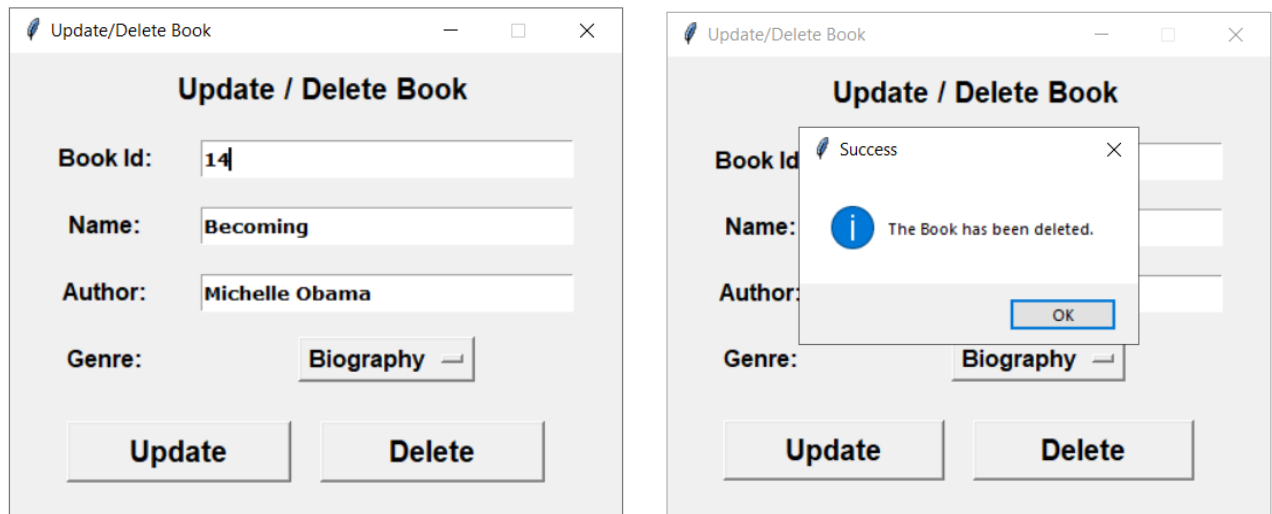 Update/Delete Book
Update / Delete Book
Book Id: 14
Name: Becoming
Author: Michelle Obama
Genre: Biography
Update Delete
Update/Delete Book
Update / Delete Book
Book Id
Name:
Author:
Genre: Biography
Update Delete
Success
The Book has been deleted.
OK